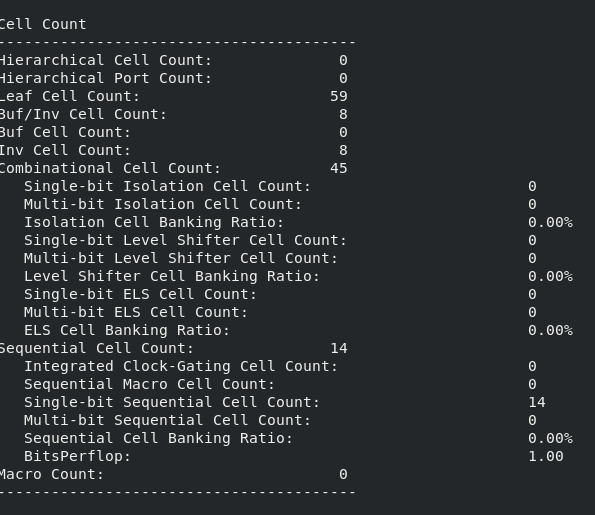 Cell Count
----------------------------------------
Hierarchical Cell Count: 0
Hierarchical Port Count: 0
Leaf Cell Count: 59
Buf/Inv Cell Count: 8
Buf Cell Count: 0
Inv Cell Count: 8
Combinational Cell Count: 45
Single-bit Isolation Cell Count: 0
Multi-bit Isolation Cell Count: 0
Isolation Cell Banking Ratio: 0.00%
Single-bit Level Shifter Cell Count: 0
Multi-bit Level Shifter Cell Count: 0
Level Shifter Cell Banking Ratio: 0.00%
Single-bit ELS Cell Count: 0
Multi-bit ELS Cell Count: 0
ELS Cell Banking Ratio: 0.00%
Sequential Cell Count: 14
Integrated Clock-Gating Cell Count: 0
Sequential Macro Cell Count: 0
Single-bit Sequential Cell Count: 14
Multi-bit Sequential Cell Count: 0
Sequential Cell Banking Ratio: 0.00%
BitsPerflop: 1.00
Macro Count: 0
----------------------------------------